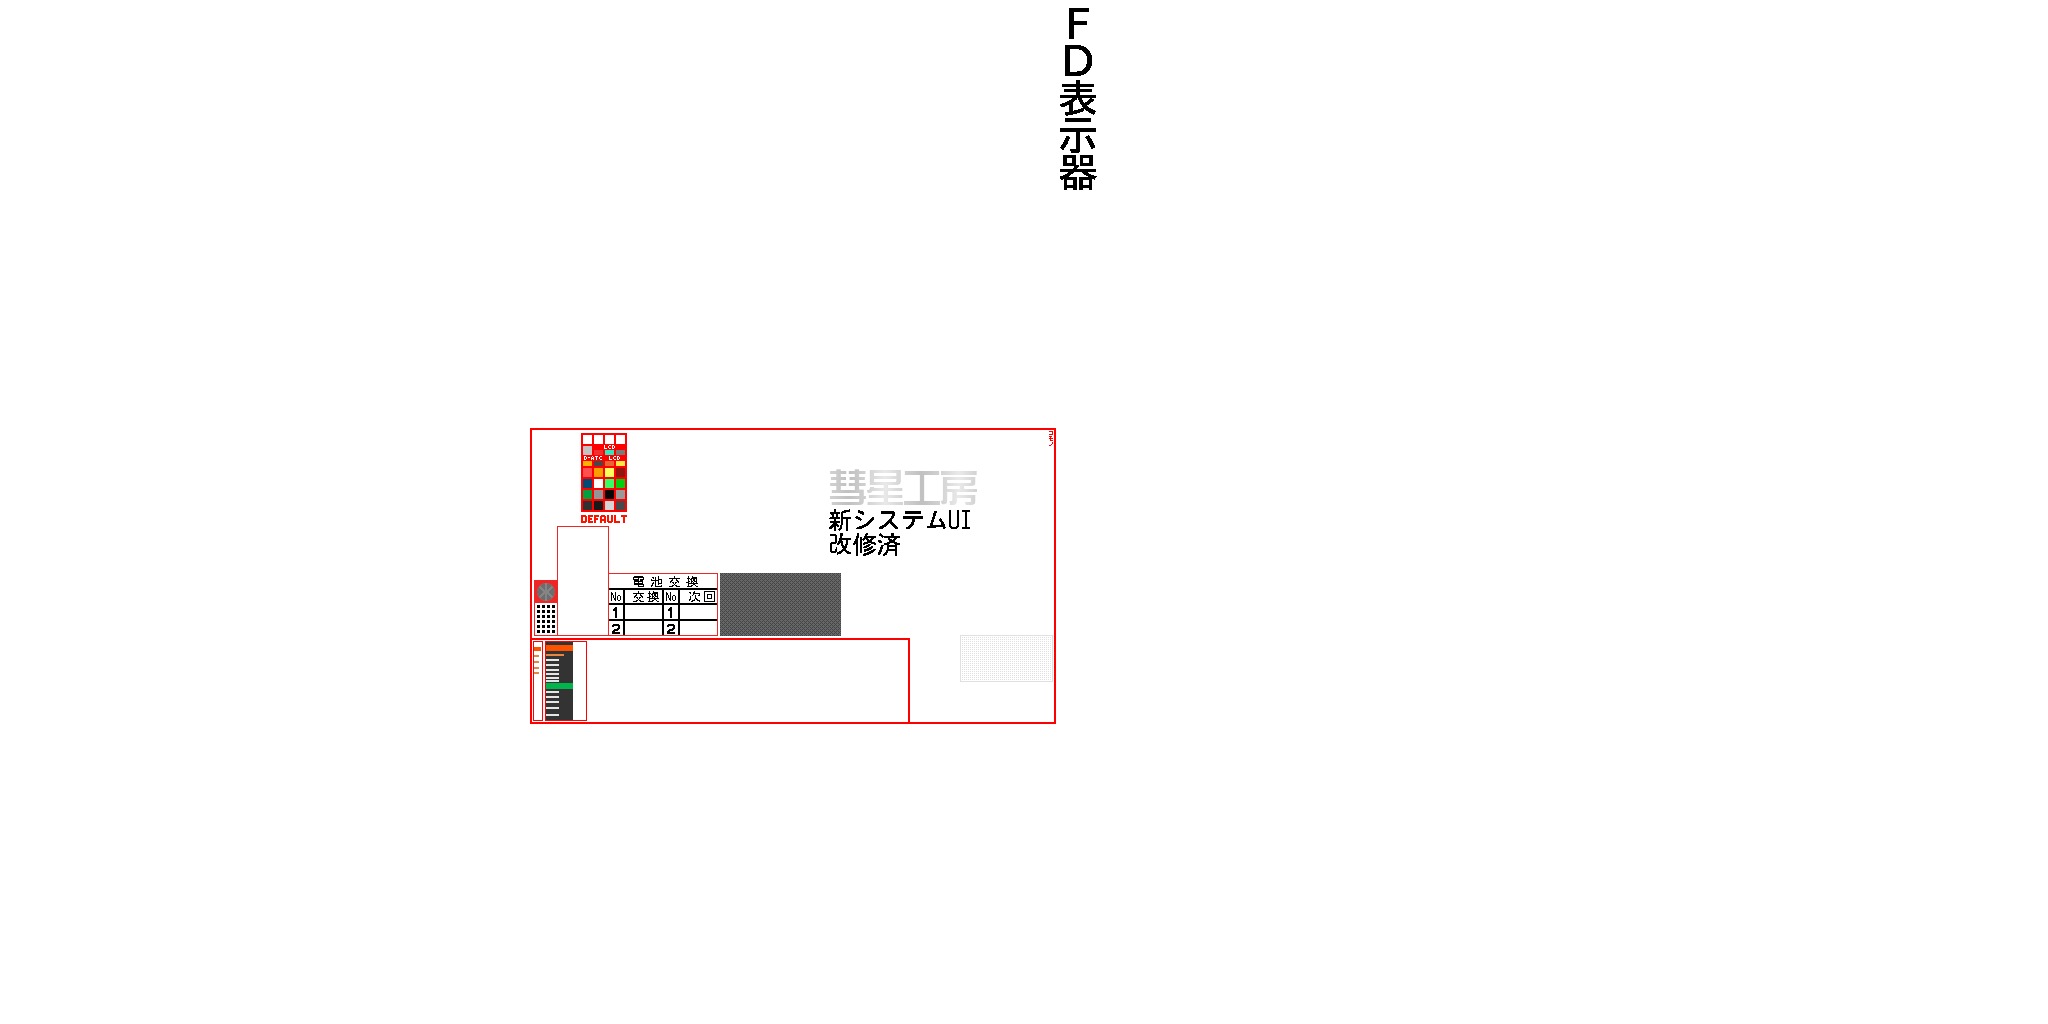 FD表示器
LCD
D-ATC LCD
DEFAULT
彗星工房
新システムUI
改修済
電池交換
No 交換 No 次回
1 1
2 2